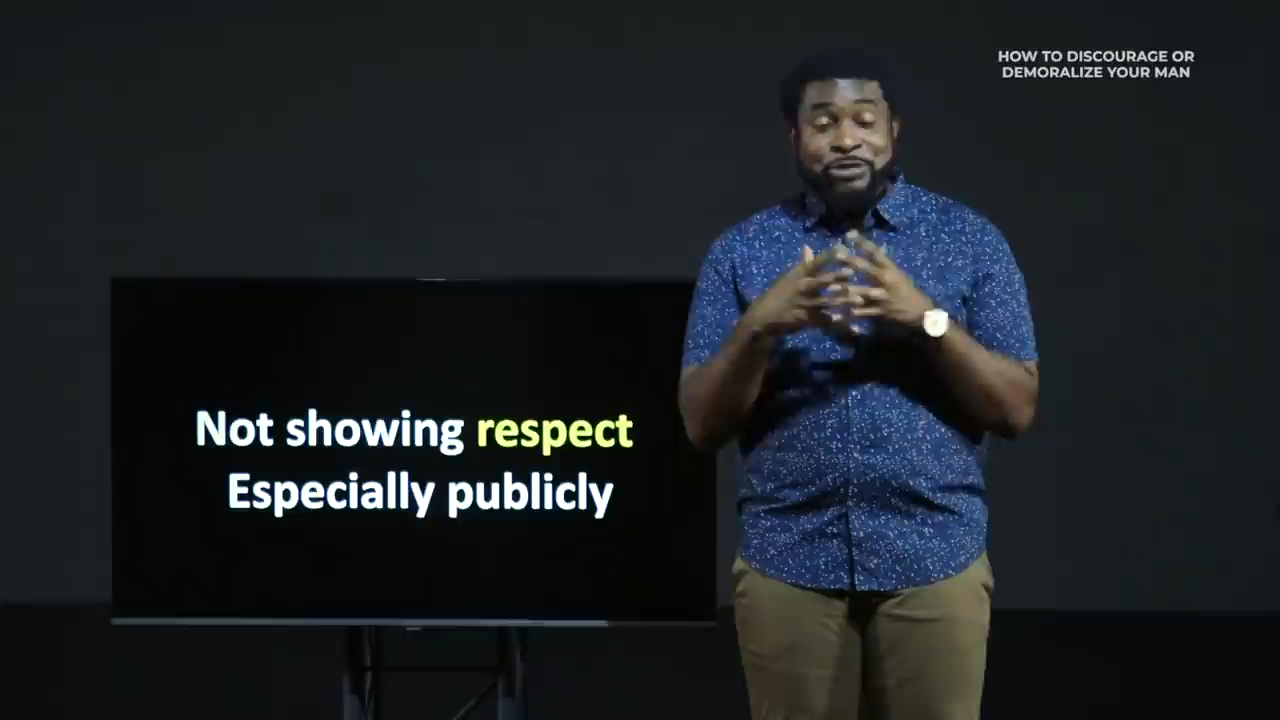 HOW TO DISCOURAGE OR
DEMORALIZE YOUR MAN
Not showing respect
Especially publicly